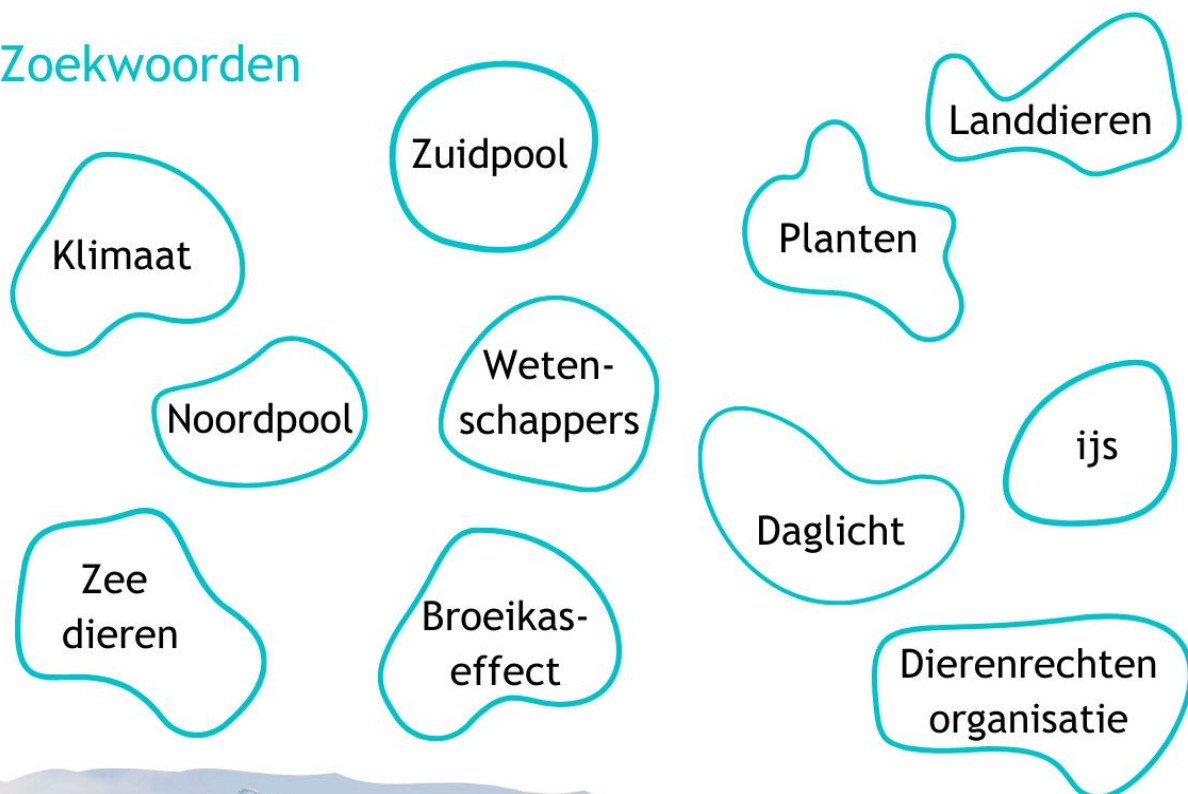 Zoekwoorden
Zuidpool
Landdieren
Klimaat
Planten
Noordpool
Weten-
schappers
ijs
Daglicht
Zee
dieren
Broeikas-
effect
Dierenrechten
organisatie